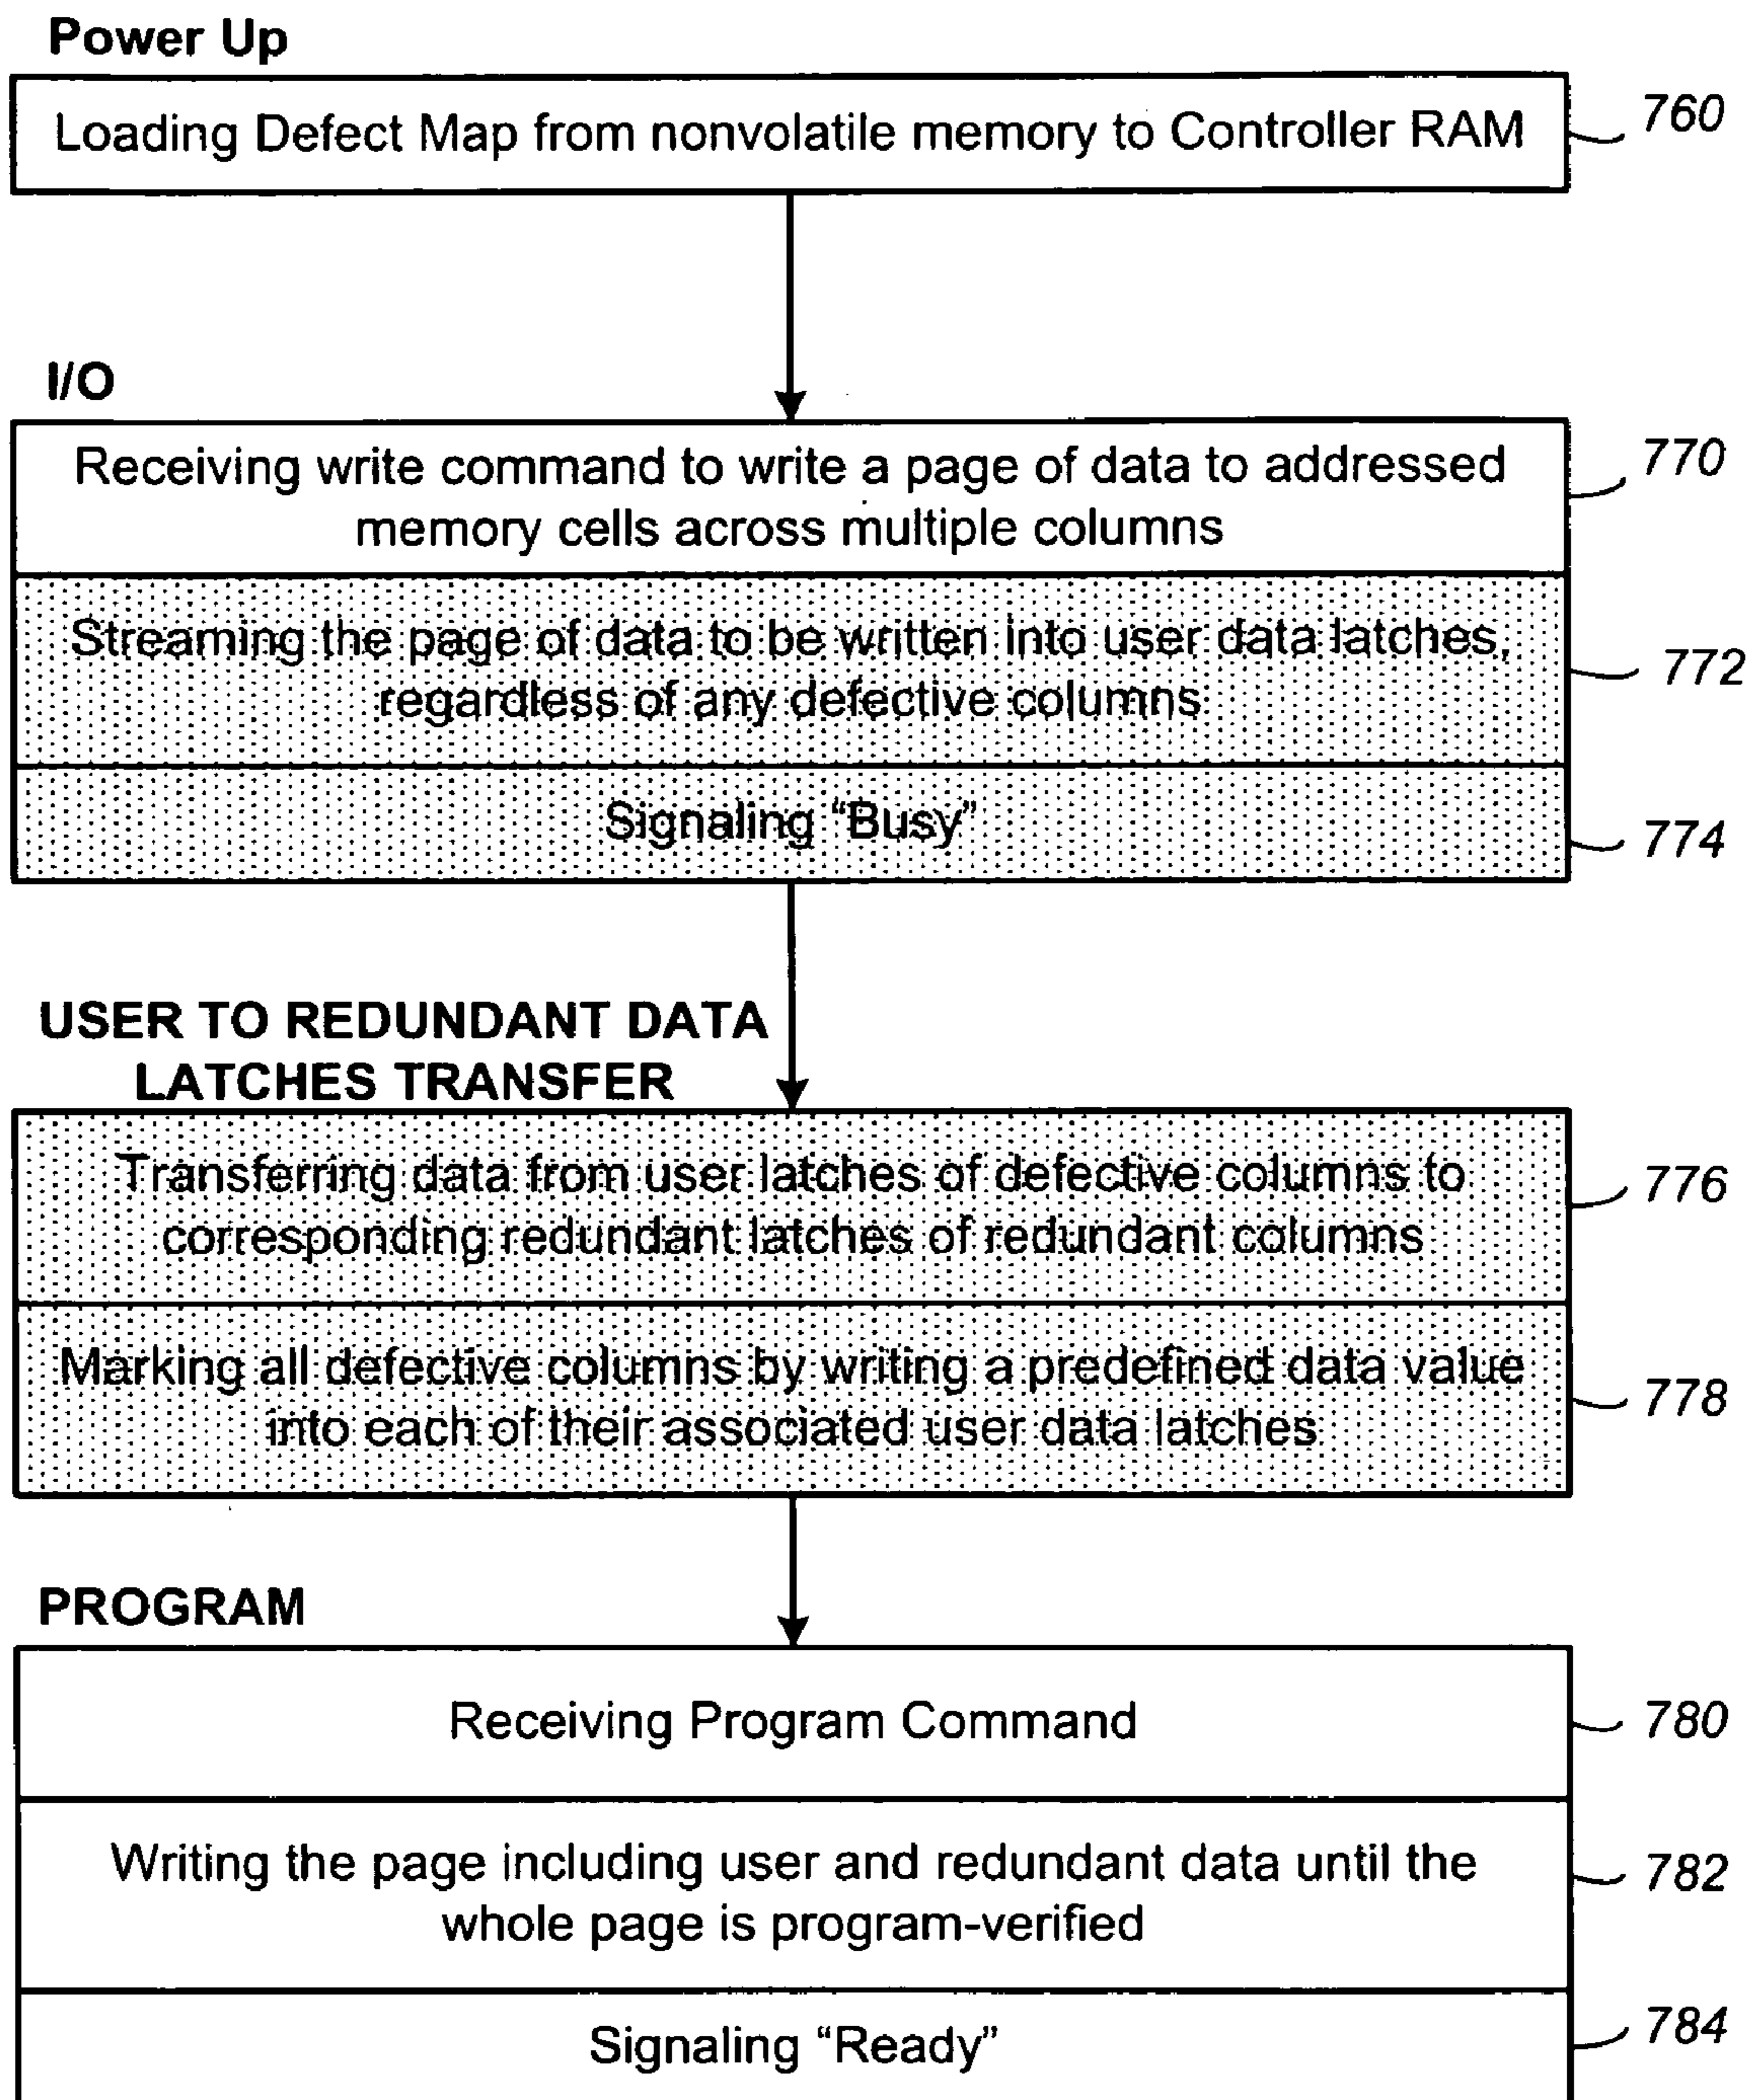 Power Up
Loading Defect Map from nonvolatile memory to Controller RAM
760
I/O
Receiving write command to write a page of data to addressed
memory cells across multiple columns
770
Streaming the page of data to be written into user data latches,
regardless of any defective columns
772
Signaling “Busy”
774
USER TO REDUNDANT DATA
LATCHES TRANSFER
Transferring data from user latches of defective columns to
corresponding redundant latches of redundant columns
776
Marking all defective columns by writing a predefined data value
into each of their associated user data latches
778
PROGRAM
Receiving Program Command
780
Writing the page including user and redundant data until the
whole page is program-verified
782
Signaling “Ready”
784